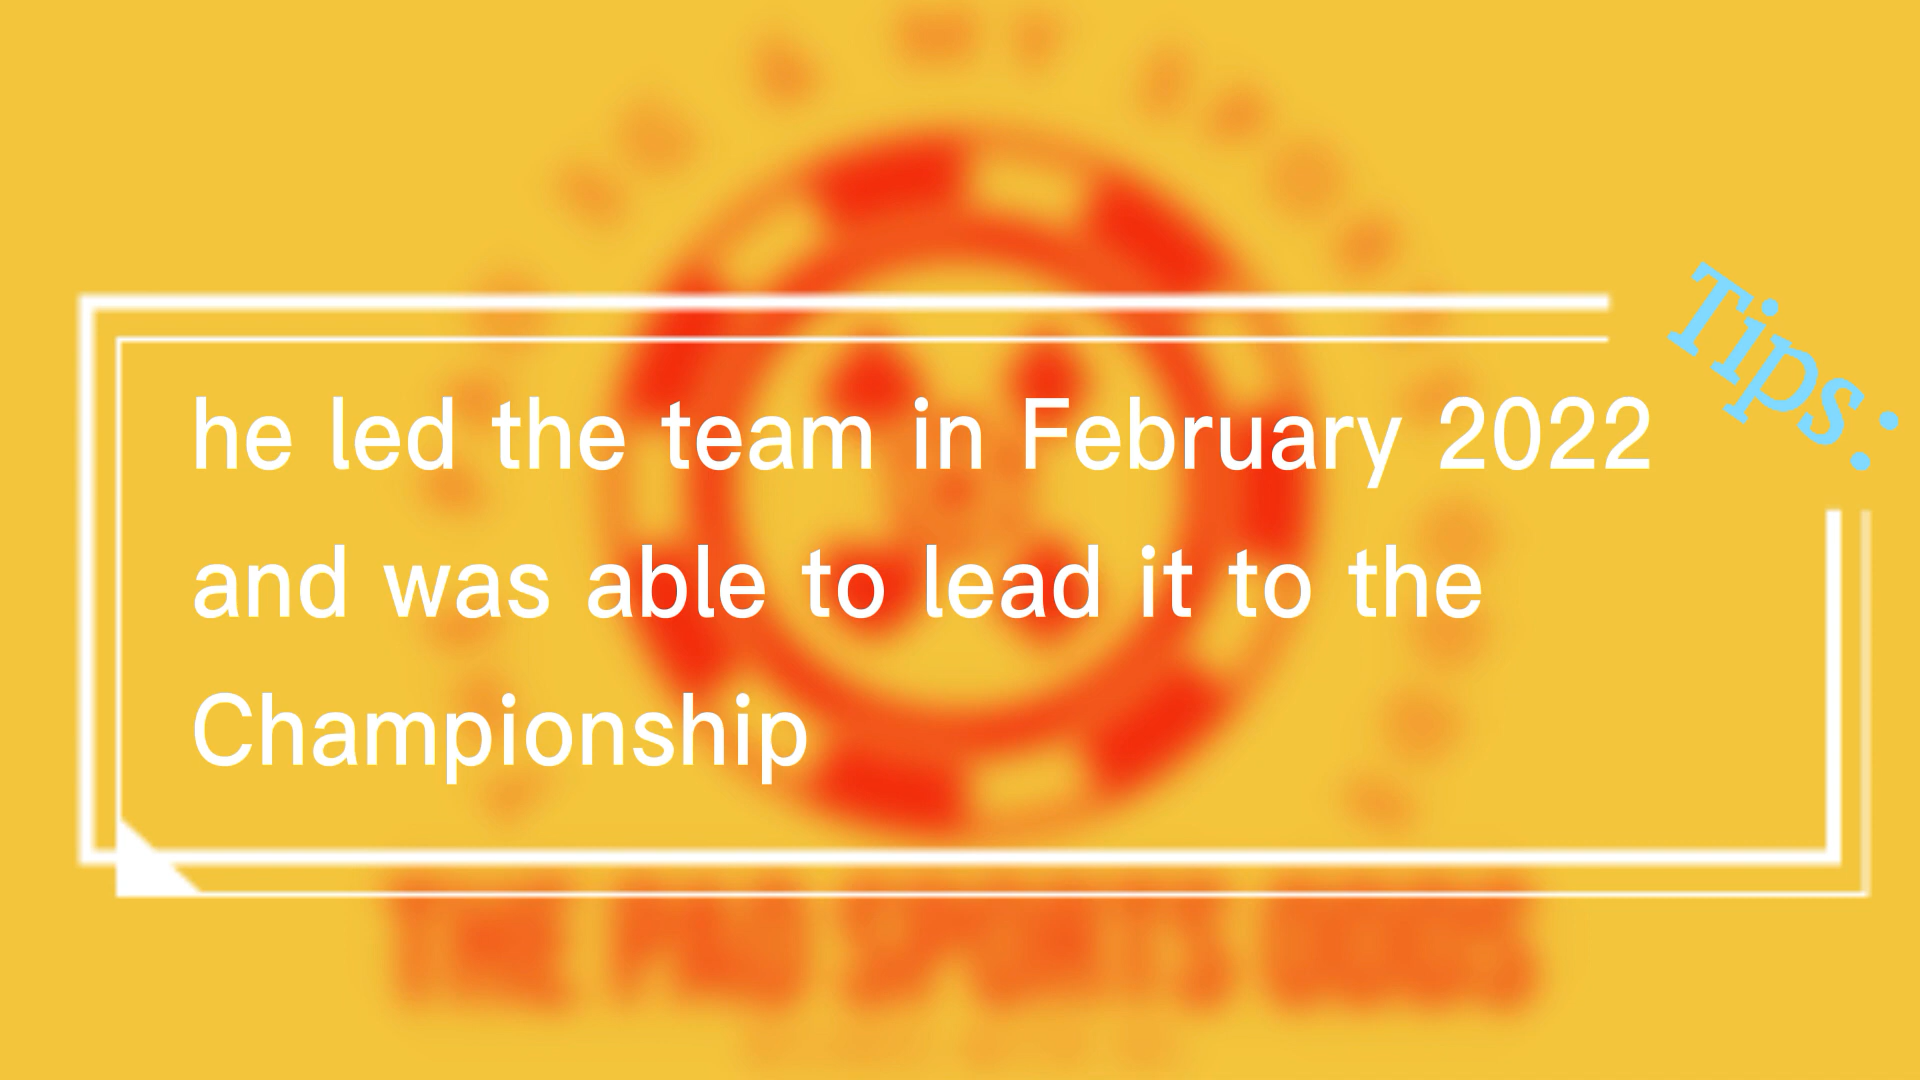 Tips:
he led the team in February 2022
and was able to lead it to the
Championship